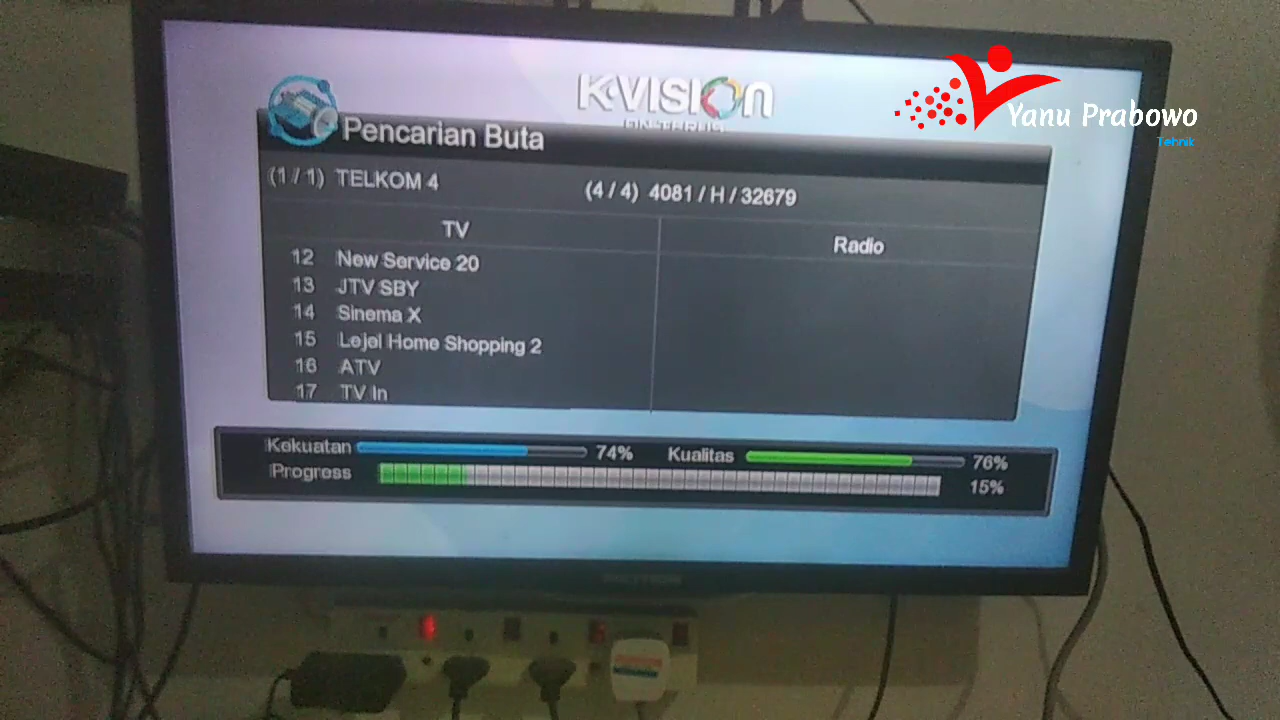 KVISION
Yanu Prabowo
Tehnik
Pencarian Buta
(1 / 1) TELKOM 4
(4 / 4) 4081 / H / 32679
TV
Radio
12 New Service 20
13 JTV SBY
14 Sinema X
15 Lejel Home Shopping 2
16 ATV
17 TV In
Kekuatan 74%
Kualitas 76%
Progress 15%